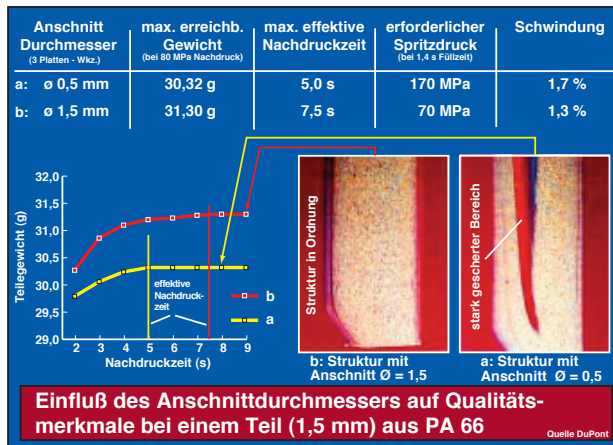 Anschnitt Durchmesser
(3 Platten - Wkz.)
max. erreichb. Gewicht
(bei 80 MPa Nachdruck)
max. effektive Nachdruckzeit
erforderlicher Spritzdruck
(bei 1,4 s Füllzeit)
Schwindung
a: ø 0,5 mm 30,32 g 5,0 s 170 MPa 1,7 %
b: ø 1,5 mm 31,30 g 7,5 s 70 MPa 1,3 %
Teilegewicht (g)
32,0
31,5
31,0
30,5
30,0
29,5
29,0
effektive
Nachdruck-
zeit
b
a
2 3 4 5 6 7 8 9
Nachdruckzeit (s)
Struktur in Ordnung
b: Struktur mit
Anschnitt Ø = 1,5
stark gescherter Bereich
a: Struktur mit
Anschnitt Ø = 0,5
Einfluß des Anschnittdurchmessers auf Qualitäts-
merkmale bei einem Teil (1,5 mm) aus PA 66
Quelle DuPont